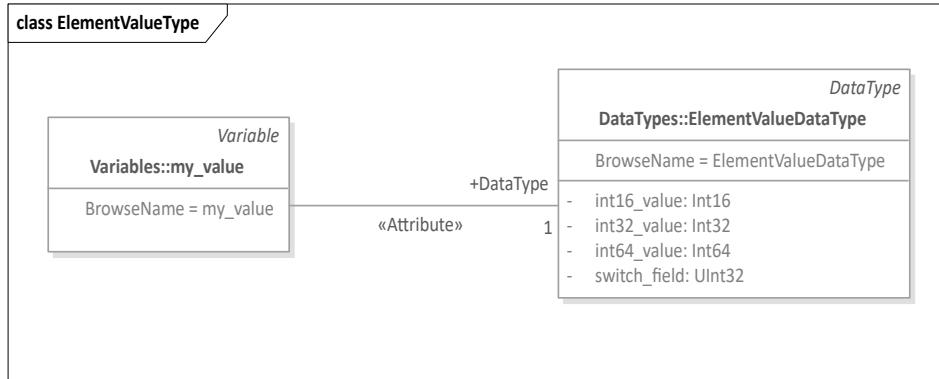 class ElementValueType
Variable
Variables::my_value
BrowseName = my_value
+DataType
«Attribute»
1
DataType
DataTypes::ElementValueDataType
BrowseName = ElementValueDataType
- int16_value: Int16
- int32_value: Int32
- int64_value: Int64
- switch_field: UInt32